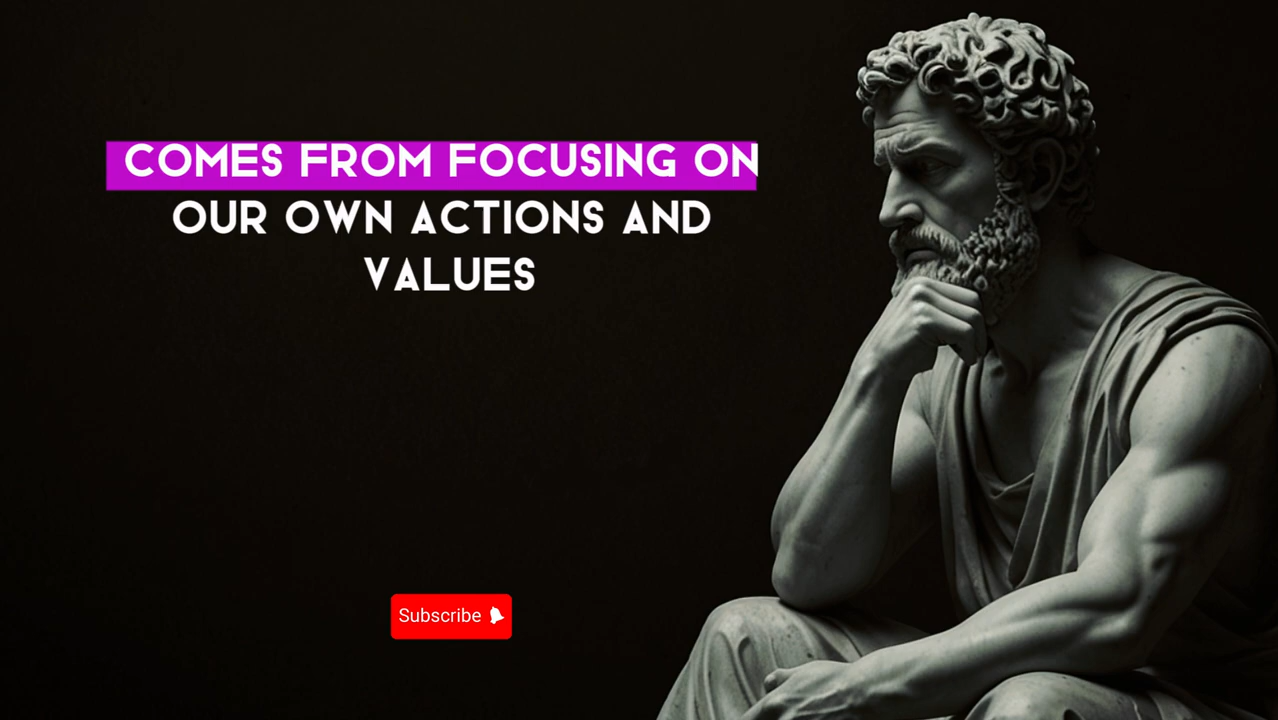 COMES FROM FOCUSING ON
OUR OWN ACTIONS AND
VALUES
Subscribe